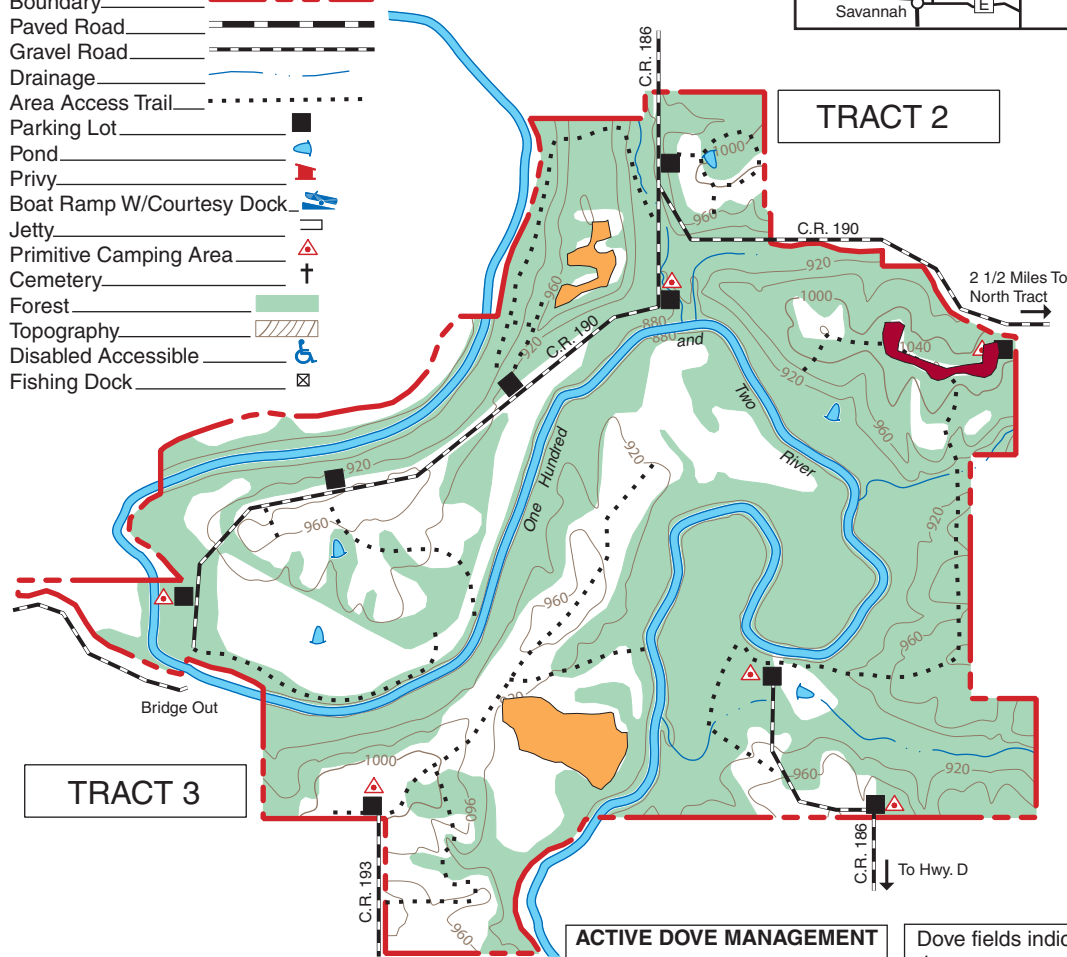 Boundary
Paved Road
Gravel Road
Drainage
Area Access Trail
Parking Lot
Pond
Privy
Boat Ramp W/Courtesy Dock
Jetty
Primitive Camping Area
Cemetery
Forest
Topography
Disabled Accessible
Fishing Dock
Savannah
E
C.R. 186
TRACT 2
1000
960
C.R. 190
920
2 1/2 Miles To
North Tract
1000
960
C.R. 190
880
880
and
920
1040
920
Two
960
River
920
One Hundred
920
920
960
960
960
Bridge Out
920
1000
TRACT 3
960
960
920
C.R. 186
To Hwy. D
C.R. 193
960
ACTIVE DOVE MANAGEMENT
Dove fields indic